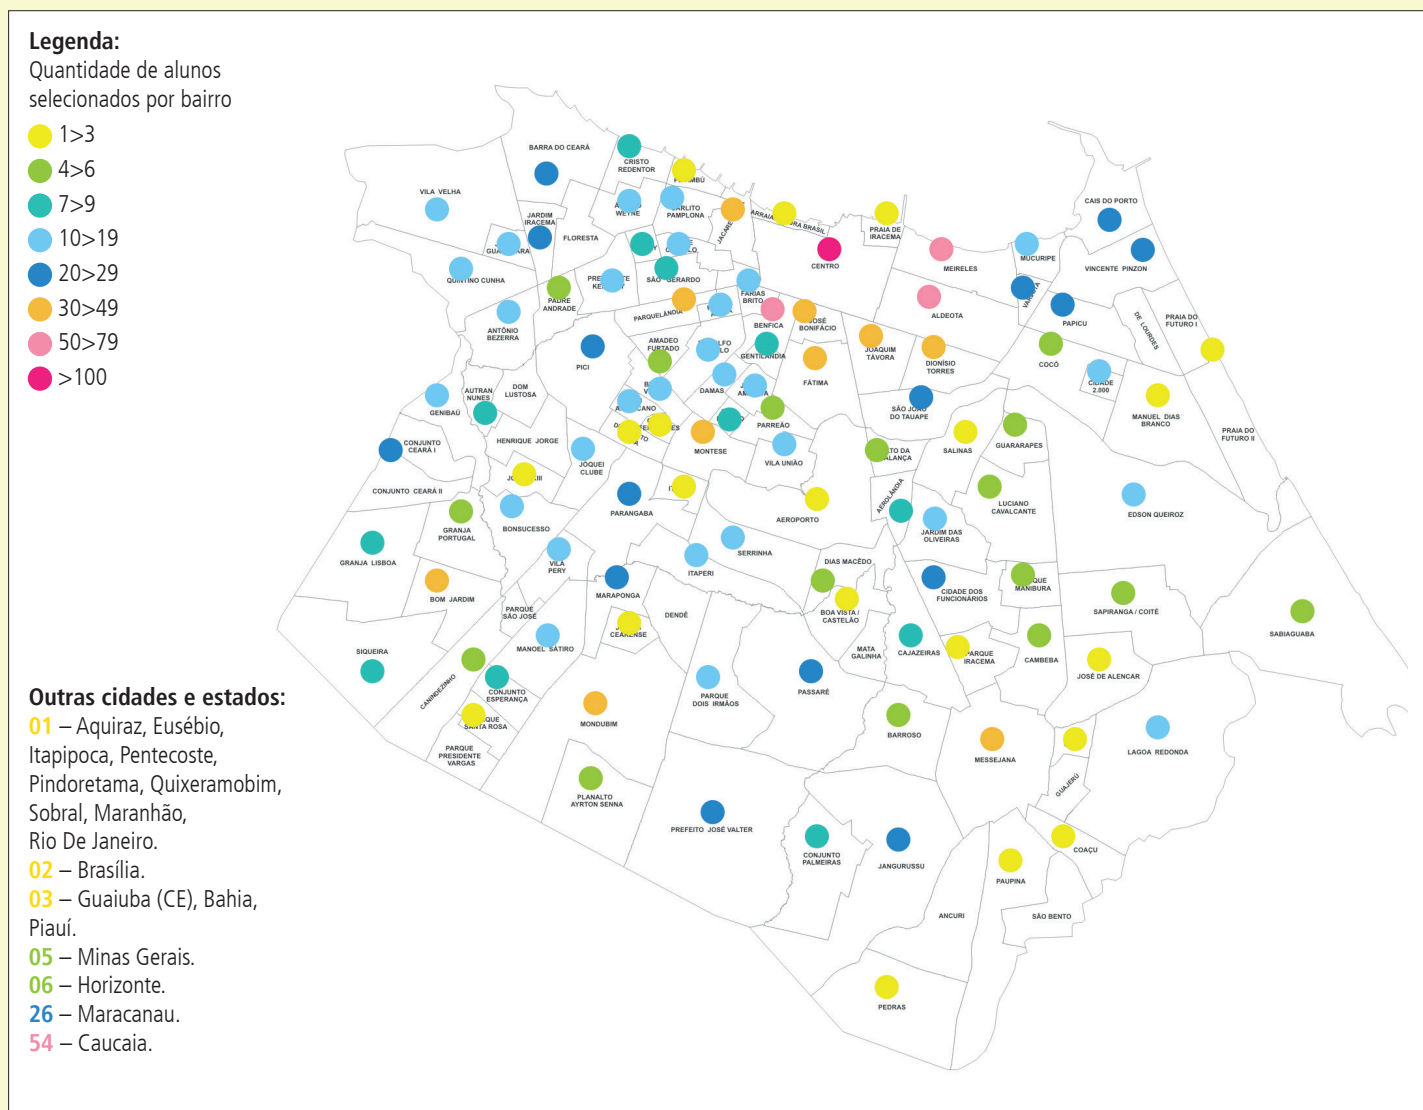 Legenda:
Quantidade de alunos
selecionados por bairro
1>3
4>6
7>9
10>19
20>29
30>49
50>79
>100
Outras cidades e estados:
01 – Aquiraz, Eusébio,
Itapipoca, Pentecoste,
Pindoretama, Quixeramobim,
Sobral, Maranhão,
Rio De Janeiro.
02 – Brasília.
03 – Guaiuba (CE), Bahia,
Piauí.
05 – Minas Gerais.
06 – Horizonte.
26 – Maracanau.
54 – Caucaia.
BARRA DO CEARÁ
CRISTO
REDENTOR
VILA VELHA
JARDIM
IRACEMA
FLORESTA
WEYNE
PAMPLONA
BRASIL
PRAIA DE
IRACEMA
CENTRO
MEIRELES
MUCURIPE
CAIS DO PORTO
VINCENTE PINZON
QUINTINO CUNHA
PADRE
ANDRADE
SÃO GERARDO
PARQUELÂNDIA
FARIAS
BRITO
BENFICA
JOSÉ
BONIFÁCIO
ALDEOTA
PAPICU
DE LOURDES
PRAIA DO
FUTURO I
ANTÔNIO
BEZERRA
PICI
AMADEO
FURTADO
GENTILÂNDIA
FÁTIMA
JOAQUIM
TÁVORA
DIONÍSIO
TORRES
COCÓ
CIDADE
2.000
MANUEL DIAS
BRANCO
PRAIA DO
FUTURO II
GENIBAÚ
AUTRAN
NUNES
DOM
LUSTOSA
DAMAS
PARREÃO
SÃO JOÃO
DO TAUAPE
CONJUNTO
CEARÁ I
HENRIQUE JORGE
JÓQUEI
CLUBE
MONTESE
VILA UNIÃO
SALINAS
GUARARAPES
CONJUNTO CEARÁ II
GRANJA
PORTUGAL
BONSUCESSO
PARANGABA
AEROPORTO
AEROLÂNDIA
LUCIANO
CAVALCANTE
EDSON QUEIROZ
JARDIM DAS
OLIVEIRAS
GRANJA LISBOA
VILA
PERY
SERRINHA
ITAPERI
DIAS MACÊDO
BOM JARDIM
MARAPONGA
CIDADE DOS
FUNCIONÁRIOS
MANIBURA
SAPIRANGA / COITÉ
SABIAGUABA
PARQUE
SÃO JOSÉ
DENDÊ
BOA VISTA /
CASTELÃO
CEARENSE
MANOEL SÁTIRO
MATA
GALINHA
CAJAZEIRAS
PARQUE
IRACEMA
CAMBEBA
JOSÉ DE ALENCAR
SIQUEIRA
CANINDEZINHO
CONJUNTO
ESPERANÇA
PARQUE
DOIS IRMÃOS
PASSARÉ
SANTA ROSA
MONDUBIM
BARROSO
MESSEJANA
LAGOA REDONDA
PARQUE
PRESIDENTE
VARGAS
GUAJERÚ
PLANALTO
AYRTON SENNA
PREFEITO JOSÉ VALTER
CONJUNTO
PALMEIRAS
JANGURUSSU
COAÇU
PAUPINA
ANCURI
SÃO BENTO
PEDRAS